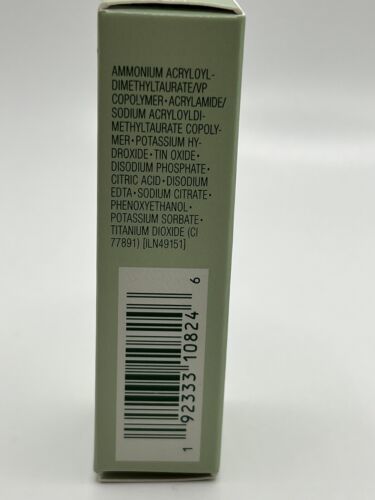 AMMONIUM ACRYLOYL-
DIMETHYLTAURATE/VP
COPOLYMER•ACRYLAMIDE/
SODIUM ACRYLOYLDI-
METHYLTAURATE COPOLY-
MER•POTASSIUM HY-
DROXIDE•TIN OXIDE•
DISODIUM PHOSPHATE•
CITRIC ACID•DISODIUM
EDTA•SODIUM CITRATE•
PHENOXYETHANOL•
POTASSIUM SORBATE•
TITANIUM DIOXIDE (CI
77891) [ILN49151]
1 92333 10824 6